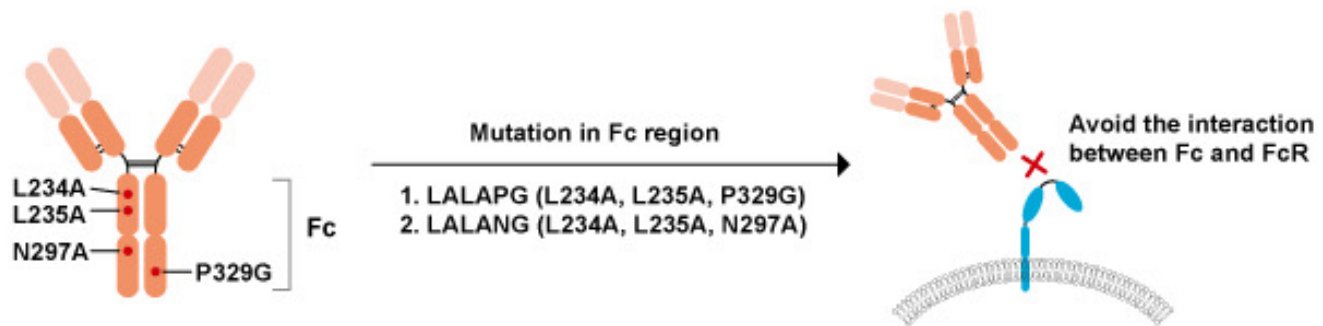 L234A
L235A
N297A
P329G
Fc
Mutation in Fc region
1. LALAPG (L234A, L235A, P329G)
2. LALANG (L234A, L235A, N297A)
Avoid the interaction
between Fc and FcR